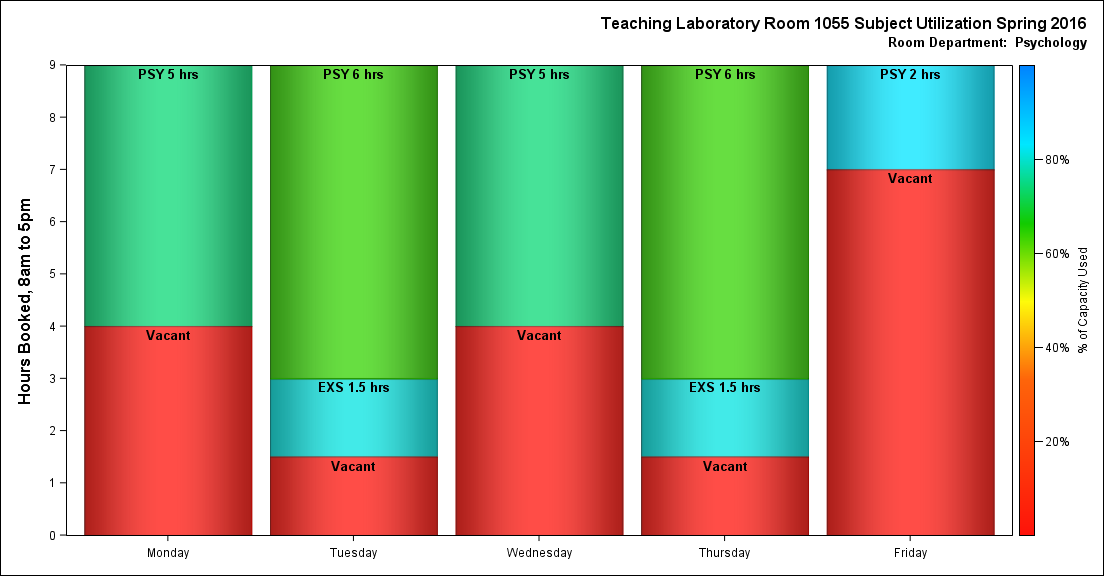 Teaching Laboratory Room 1055 Subject Utilization Spring 2016
Room Department: Psychology
Hours Booked, 8am to 5pm
9
8
7
6
5
4
3
2
1
0
PSY 5 hrs
Vacant
PSY 6 hrs
EXS 1.5 hrs
Vacant
PSY 5 hrs
Vacant
PSY 6 hrs
EXS 1.5 hrs
Vacant
PSY 2 hrs
Vacant
Monday
Tuesday
Wednesday
Thursday
Friday
80%
60%
40%
20%
% of Capacity Used